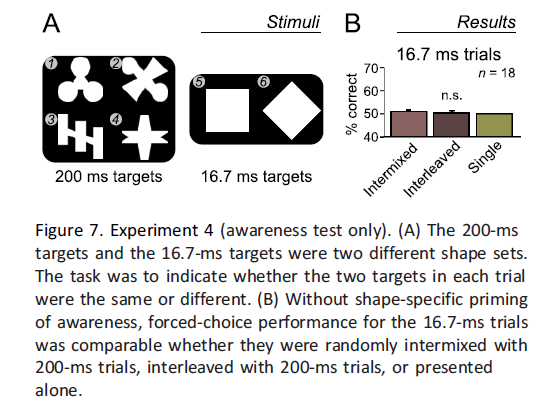 A
Stimuli
1
2
3
4
5
6
200 ms targets
16.7 ms targets
B
Results
16.7 ms trials
n = 18
% correct
70
60
50
40
n.s.
Intermixed
Interleaved
Single
Figure 7. Experiment 4 (awareness test only). (A) The 200-ms
targets and the 16.7-ms targets were two different shape sets.
The task was to indicate whether the two targets in each trial
were the same or different. (B) Without shape-specific priming
of awareness, forced-choice performance for the 16.7-ms trials
was comparable whether they were randomly intermixed with
200-ms trials, interleaved with 200-ms trials, or presented
alone.